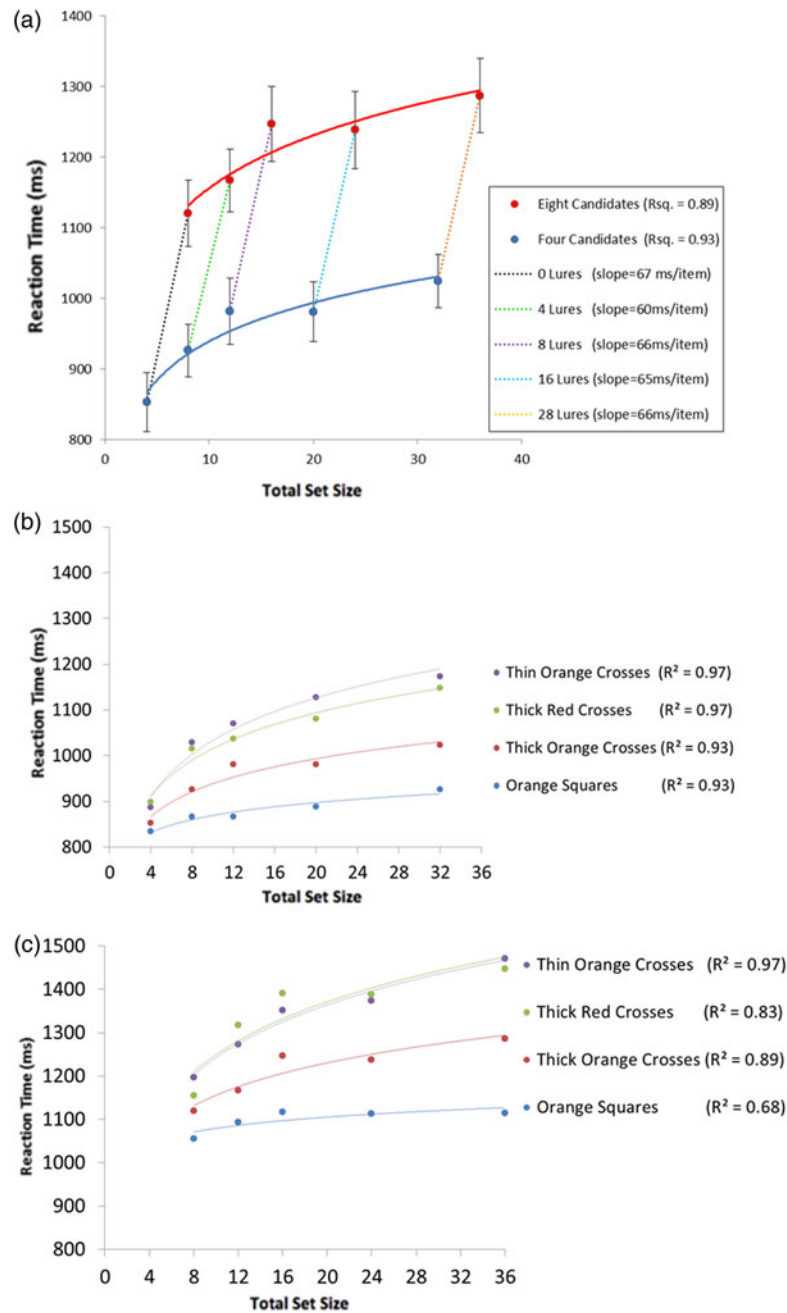 (a)
1400
1300
1200
1100
1000
900
800
0
10
20
30
40
Reaction Time (ms)
Total Set Size
Eight Candidates (Rsq. = 0.89)
Four Candidates (Rsq. = 0.93)
0 Lures (slope=67 ms/item)
4 Lures (slope=60ms/item)
8 Lures (slope=66ms/item)
16 Lures (slope=65ms/item)
28 Lures (slope=66ms/item)
(b)
1500
1400
1300
1200
1100
1000
900
800
0 4 8 12 16 20 24 28 32 36
Reaction Time (ms)
Total Set Size
Thin Orange Crosses (R² = 0.97)
Thick Red Crosses (R² = 0.97)
Thick Orange Crosses (R² = 0.93)
Orange Squares (R² = 0.93)
(c)
1500
1400
1300
1200
1100
1000
900
800
0 4 8 12 16 20 24 28 32 36
Reaction Time (ms)
Total Set Size
Thin Orange Crosses (R² = 0.97)
Thick Red Crosses (R² = 0.83)
Thick Orange Crosses (R² = 0.89)
Orange Squares (R² = 0.68)